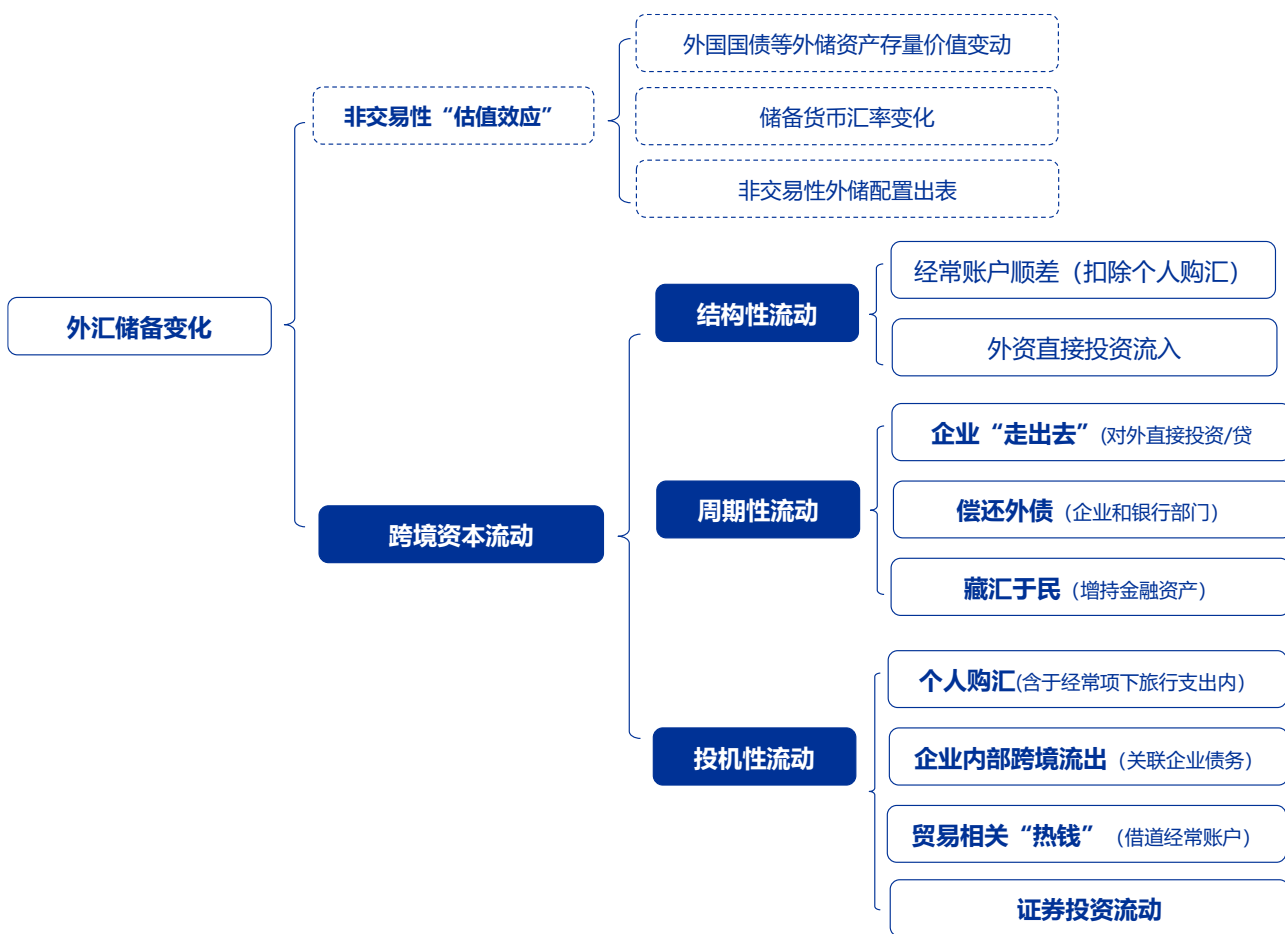 外汇储备变化
非交易性“估值效应”
外国国债等外储资产存量价值变动
储备货币汇率变化
非交易性外储配置出表
跨境资本流动
结构性流动
经常账户顺差（扣除个人购汇）
外资直接投资流入
周期性流动
企业“走出去”(对外直接投资/贷
偿还外债（企业和银行部门）
藏汇于民（增持金融资产）
投机性流动
个人购汇(含于经常项下旅行支出内）
企业内部跨境流出（关联企业债务）
贸易相关“热钱”（借道经常账户）
证券投资流动